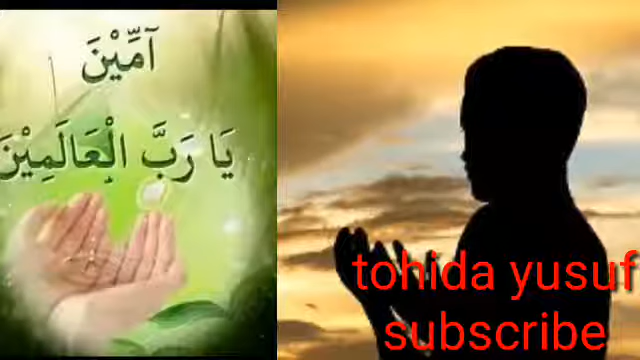 آمِّيْنَ
يَا رَبَّ الْعَالَمِيْنَ
tohida yusuf
subscribe